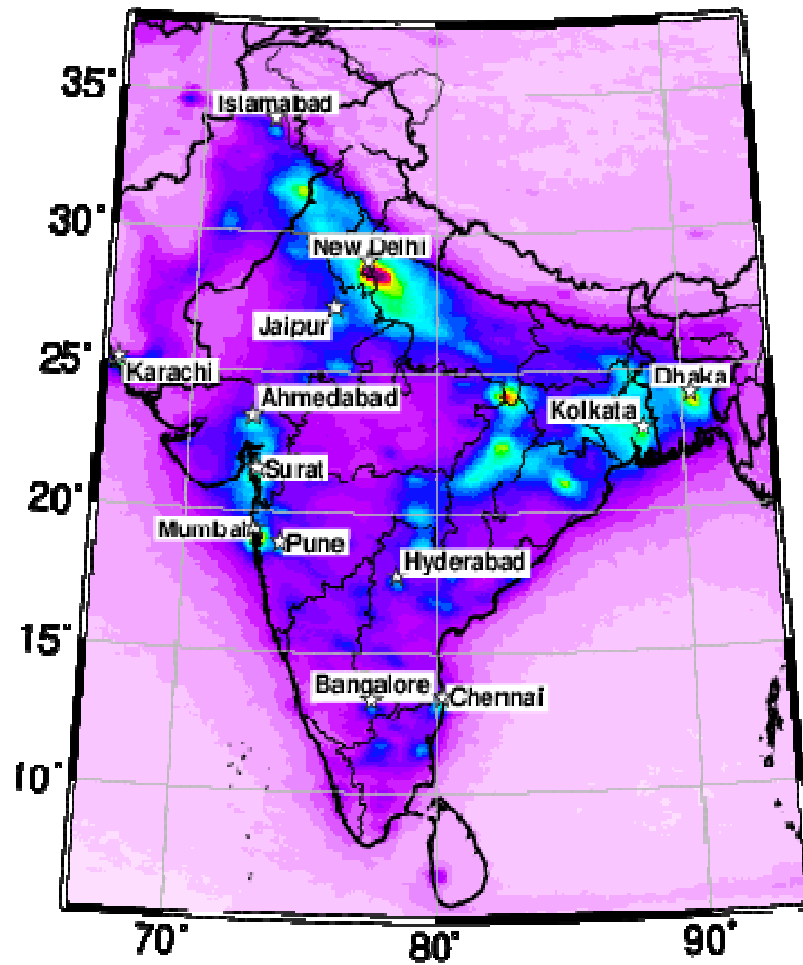 35°
Islamabad
30°
New Delhi
Jaipur
25°
Karachi
Dhaka
Ahmedabad
Kolkata
Surat
20°
Mumbai
Pune
Hyderabad
15°
Bangalore
Chennai
10°
70°
80°
90°